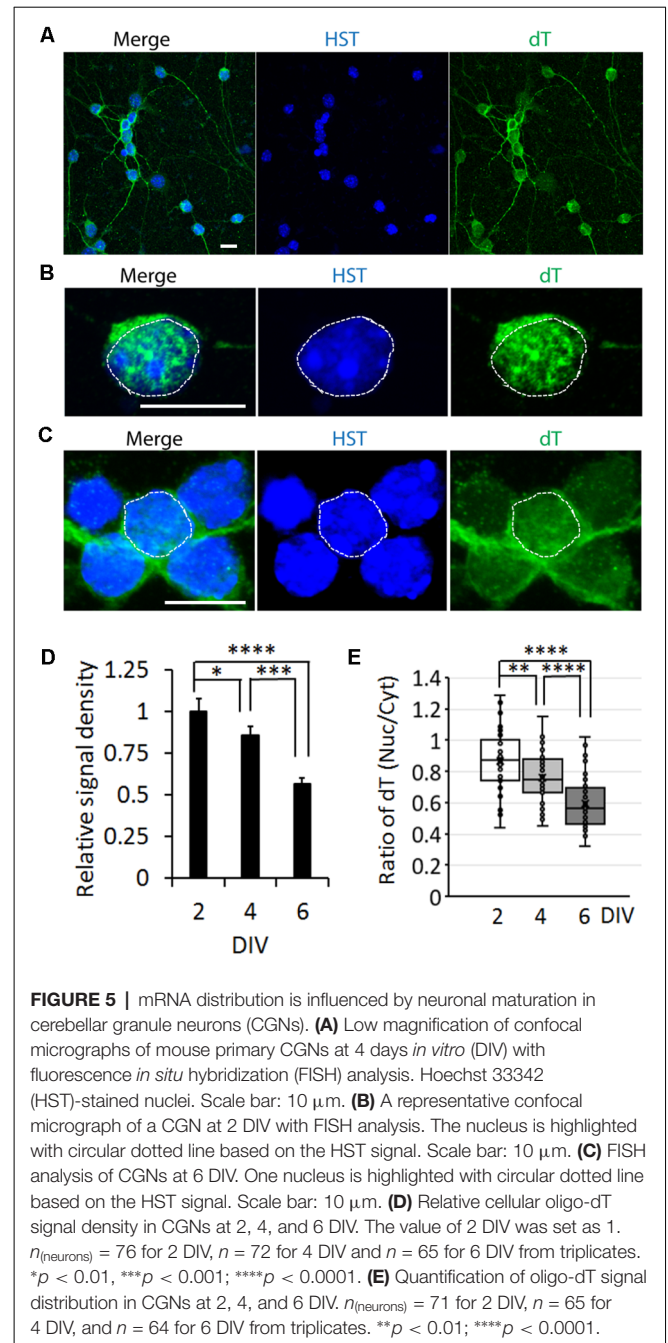 A
Merge HST dT
B
Merge HST dT
C
Merge HST dT
D
Relative signal density
1.25
1
0.75
0.5
0.25
0
****
* ***
2 4 6
DIV
E
Ratio of dT (Nuc/Cyt)
1.4
1.2
1
0.8
0.6
0.4
0.2
0
****
** ****
2 4 6 DIV
FIGURE 5 | mRNA distribution is influenced by neuronal maturation in
cerebellar granule neurons (CGNs). (A) Low magnification of confocal
micrographs of mouse primary CGNs at 4 days in vitro (DIV) with
fluorescence in situ hybridization (FISH) analysis. Hoechst 33342
(HST)-stained nuclei. Scale bar: 10 μm. (B) A representative confocal
micrograph of a CGN at 2 DIV with FISH analysis. The nucleus is highlighted
with circular dotted line based on the HST signal. Scale bar: 10 μm. (C) FISH
analysis of CGNs at 6 DIV. One nucleus is highlighted with circular dotted line
based on the HST signal. Scale bar: 10 μm. (D) Relative cellular oligo-dT
signal density in CGNs at 2, 4, and 6 DIV. The value of 2 DIV was set as 1.
n(neurons) = 76 for 2 DIV, n = 72 for 4 DIV and n = 65 for 6 DIV from triplicates.
*p < 0.01, ***p < 0.001; ****p < 0.0001. (E) Quantification of oligo-dT signal
distribution in CGNs at 2, 4, and 6 DIV. n(neurons) = 71 for 2 DIV, n = 65 for
4 DIV, and n = 64 for 6 DIV from triplicates. **p < 0.01; ****p < 0.0001.